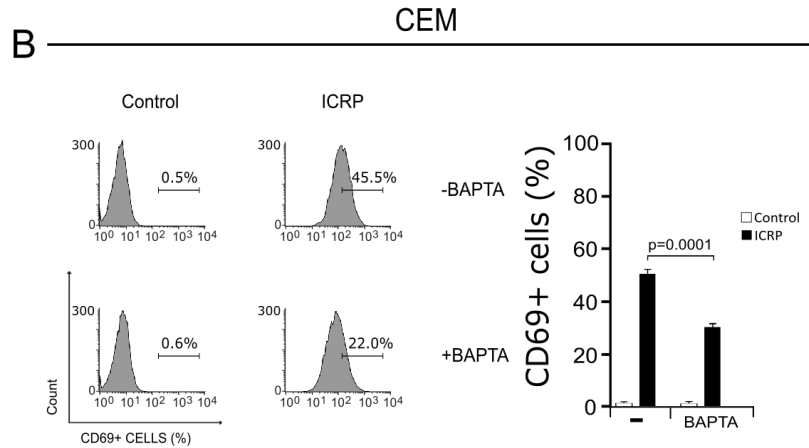 B
CEM
Control
ICRP
300
0
0.5%
10⁰ 10¹ 10² 10³ 10⁴
300
0
45.5%
10⁰ 10¹ 10² 10³ 10⁴
-BAPTA
300
0
0.6%
10⁰ 10¹ 10² 10³ 10⁴
300
0
22.0%
10⁰ 10¹ 10² 10³ 10⁴
+BAPTA
Count
CD69+ CELLS (%)
CD69+ cells (%)
100
80
60
40
20
0
p=0.0001
Control
ICRP
-
BAPTA